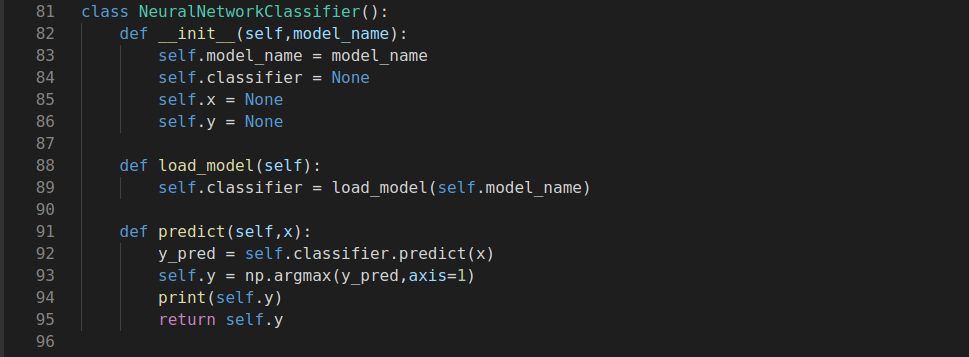 81 class NeuralNetworkClassifier():
82     def __init__(self,model_name):
83         self.model_name = model_name
84         self.classifier = None
85         self.x = None
86         self.y = None
87
88     def load_model(self):
89         self.classifier = load_model(self.model_name)
90
91     def predict(self,x):
92         y_pred = self.classifier.predict(x)
93         self.y = np.argmax(y_pred,axis=1)
94         print(self.y)
95         return self.y
96